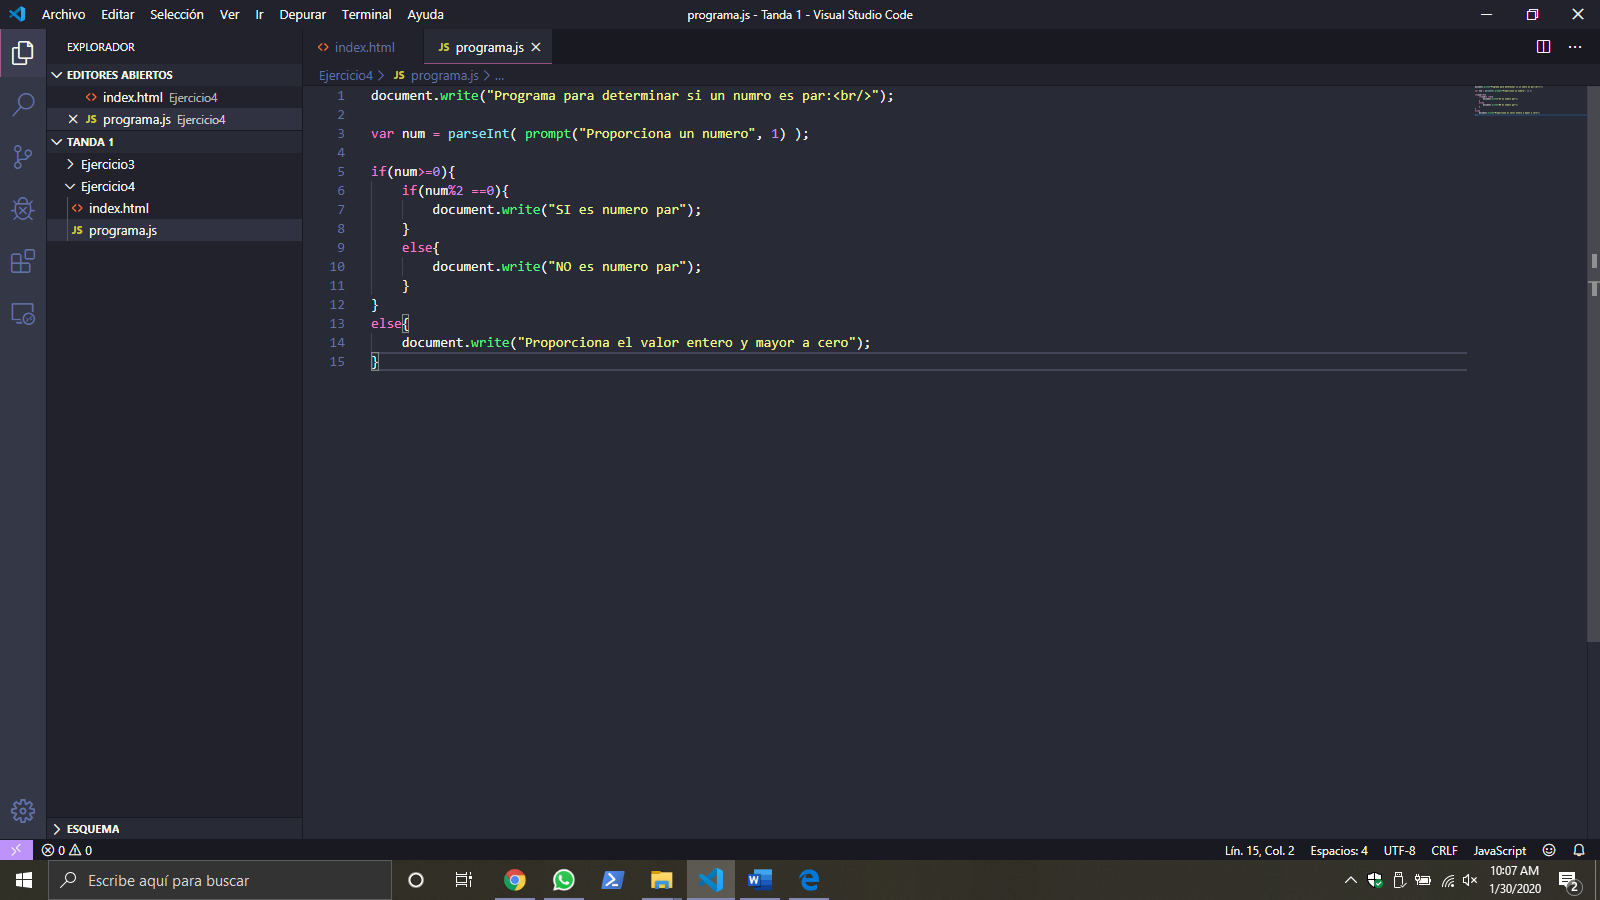 Archivo Editar Selección Ver Ir Depurar Terminal Ayuda
programa.js - Tanda 1 - Visual Studio Code
EXPLORADOR
EDITORES ABIERTOS
index.html Ejercicio4
JS programa.js Ejercicio4
TANDA 1
Ejercicio3
Ejercicio4
index.html
JS programa.js
ESQUEMA
index.html
JS programa.js
Ejercicio4 > JS programa.js > ...
1 document.write("Programa para determinar si un numro es par:<br/>");
2
3 var num = parseInt( prompt("Proporciona un numero", 1) );
4
5 if(num>=0){
6 if(num%2 ==0){
7 document.write("SI es numero par");
8 }
9 else{
10 document.write("NO es numero par");
11 }
12 }
13 else{
14 document.write("Proporciona el valor entero y mayor a cero");
15 }
0 0
Lín. 15, Col. 2 Espacios: 4 UTF-8 CRLF JavaScript
Escribe aquí para buscar
10:07 AM
1/30/2020
2